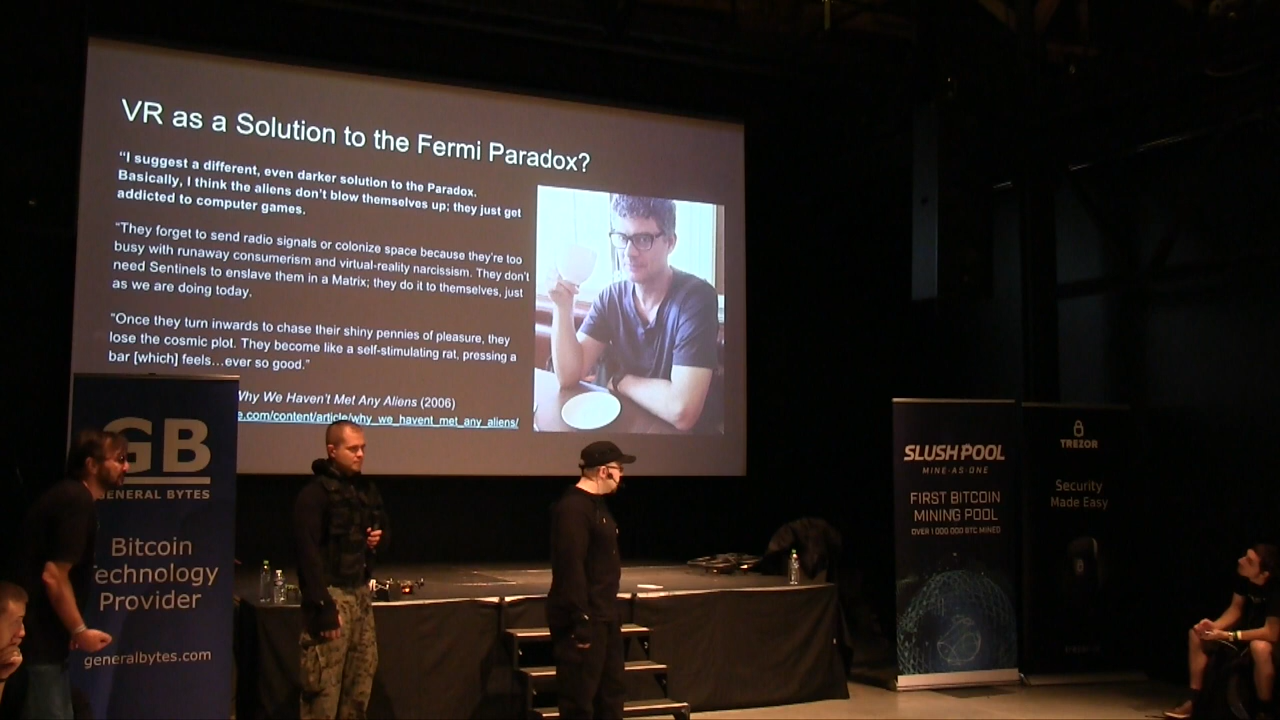 VR as a Solution to the Fermi Paradox?
“I suggest a different, even darker solution to the Paradox.
Basically, I think the aliens don’t blow themselves up; they just get
addicted to computer games.
“They forget to send radio signals or colonize space because they’re too
busy with runaway consumerism and virtual-reality narcissism. They don’t
need Sentinels to enslave them in a Matrix; they do it to themselves, just
as we are doing today.
“Once they turn inwards to chase their shiny pennies of pleasure, they
lose the cosmic plot. They become like a self-stimulating rat, pressing a
bar [which] feels…ever so good.”
Why We Haven’t Met Any Aliens (2006)
e.com/content/article/why_we_havent_met_any_aliens/
GB
GENERAL BYTES
Bitcoin
Technology
Provider
generalbytes.com
SLUSH POOL
MINE-AS-ONE
FIRST BITCOIN
MINING POOL
OVER 1 000 000 BTC MINED
TREZOR
Security
Made Easy